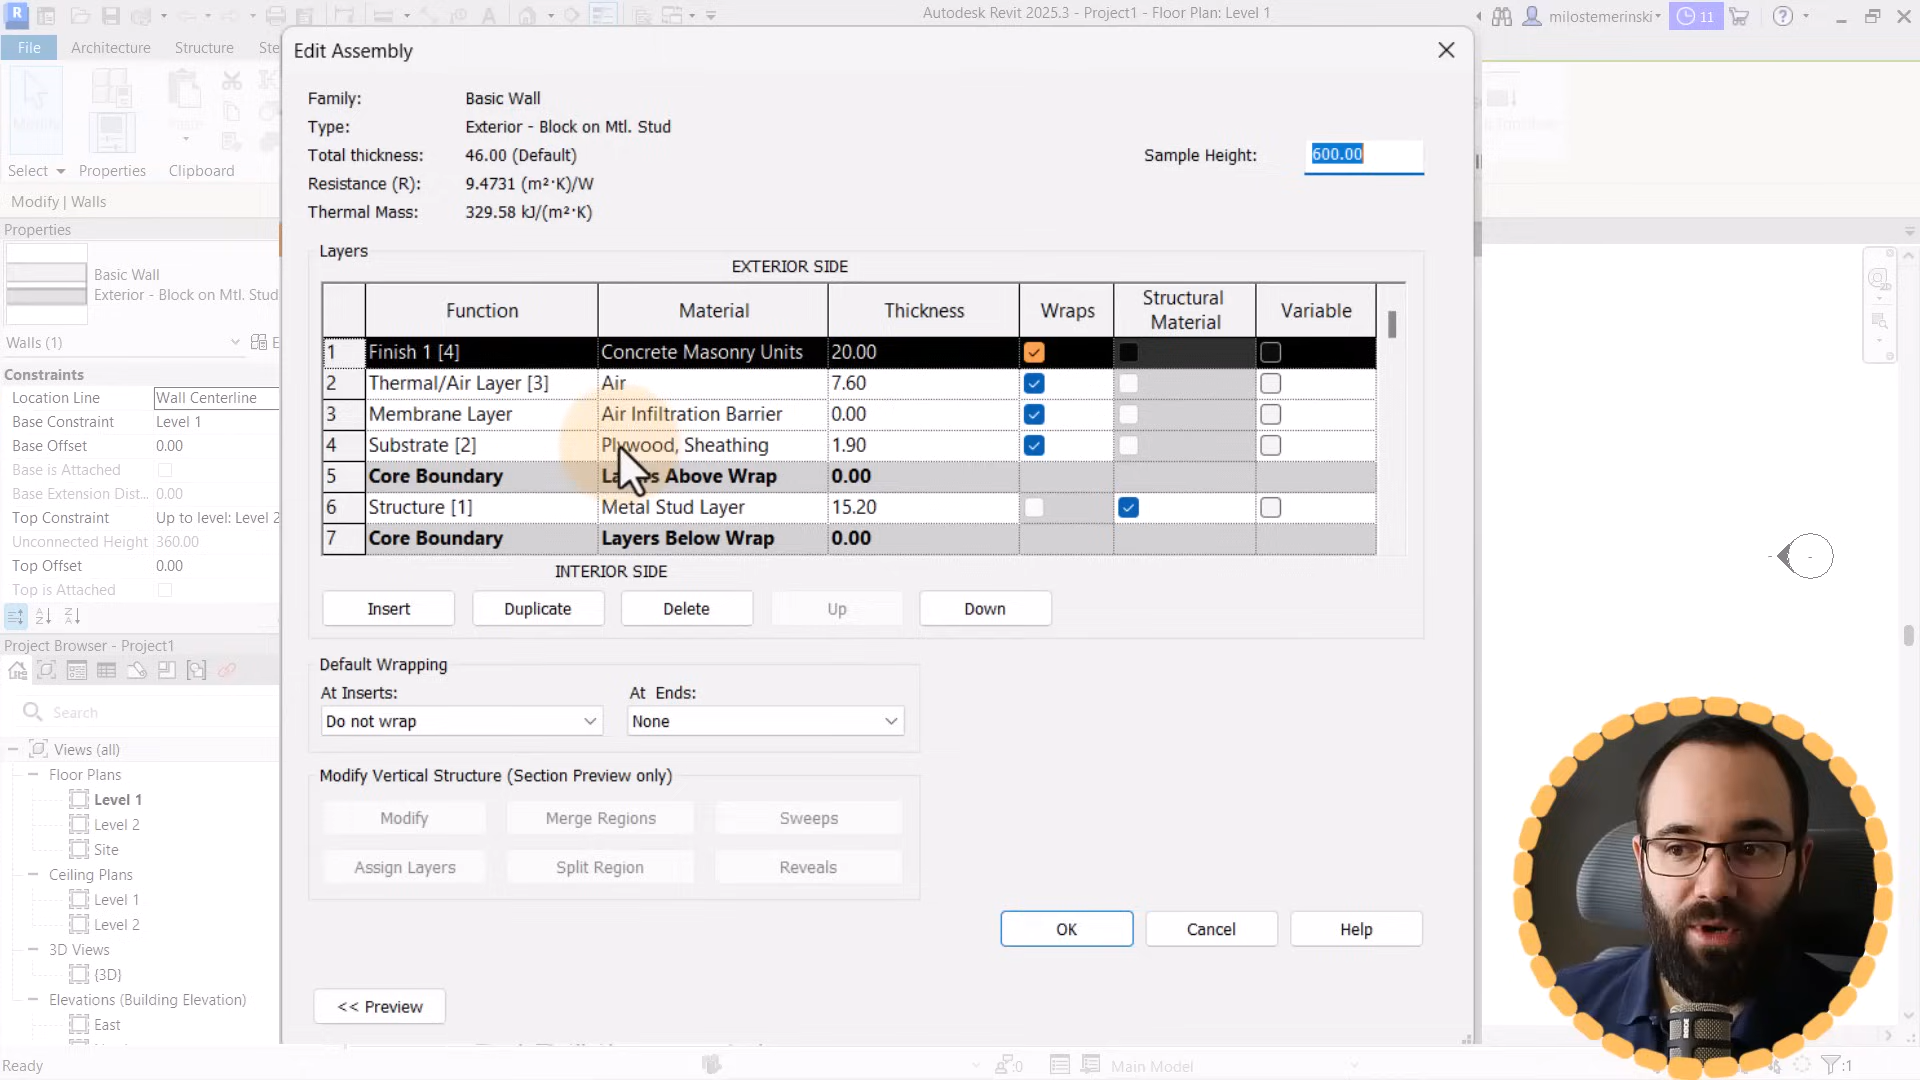 Autodesk Revit 2025.3 - Project1 - Floor Plan: Level 1
milostemerinski
11
File
Architecture
Structure
Ste
Modify
Select
Properties
Clipboard
Modify | Walls
Properties
Basic Wall
Exterior - Block on Mtl. Stud
Walls (1)
E
Constraints
Location Line Wall Centerline
Base Constraint Level 1
Base Offset 0.00
Base is Attached
Base Extension Dist... 0.00
Top Constraint Up to level: Level 2
Unconnected Height 360.00
Top Offset 0.00
Top is Attached
Project Browser - Project1
Search
Views (all)
Floor Plans
Level 1
Level 2
Site
Ceiling Plans
Level 1
Level 2
3D Views
{3D}
Elevations (Building Elevation)
East
Ready
Edit Assembly
Family: Basic Wall
Type: Exterior - Block on Mtl. Stud
Total thickness: 46.00 (Default)
Resistance (R): 9.4731 (m²·K)/W
Thermal Mass: 329.58 kJ/(m²·K)
Sample Height: 600.00
Layers
EXTERIOR SIDE
Function Material Thickness Wraps Structural Material Variable
1 Finish 1 [4] Concrete Masonry Units 20.00
2 Thermal/Air Layer [3] Air 7.60
3 Membrane Layer Air Infiltration Barrier 0.00
4 Substrate [2] Plywood, Sheathing 1.90
5 Core Boundary Layers Above Wrap 0.00
6 Structure [1] Metal Stud Layer 15.20
7 Core Boundary Layers Below Wrap 0.00
INTERIOR SIDE
Insert Duplicate Delete Up Down
Default Wrapping
At Inserts: At Ends:
Do not wrap None
Modify Vertical Structure (Section Preview only)
Modify Merge Regions Sweeps
Assign Layers Split Region Reveals
OK Cancel Help
<< Preview
:0
Main Model
:1